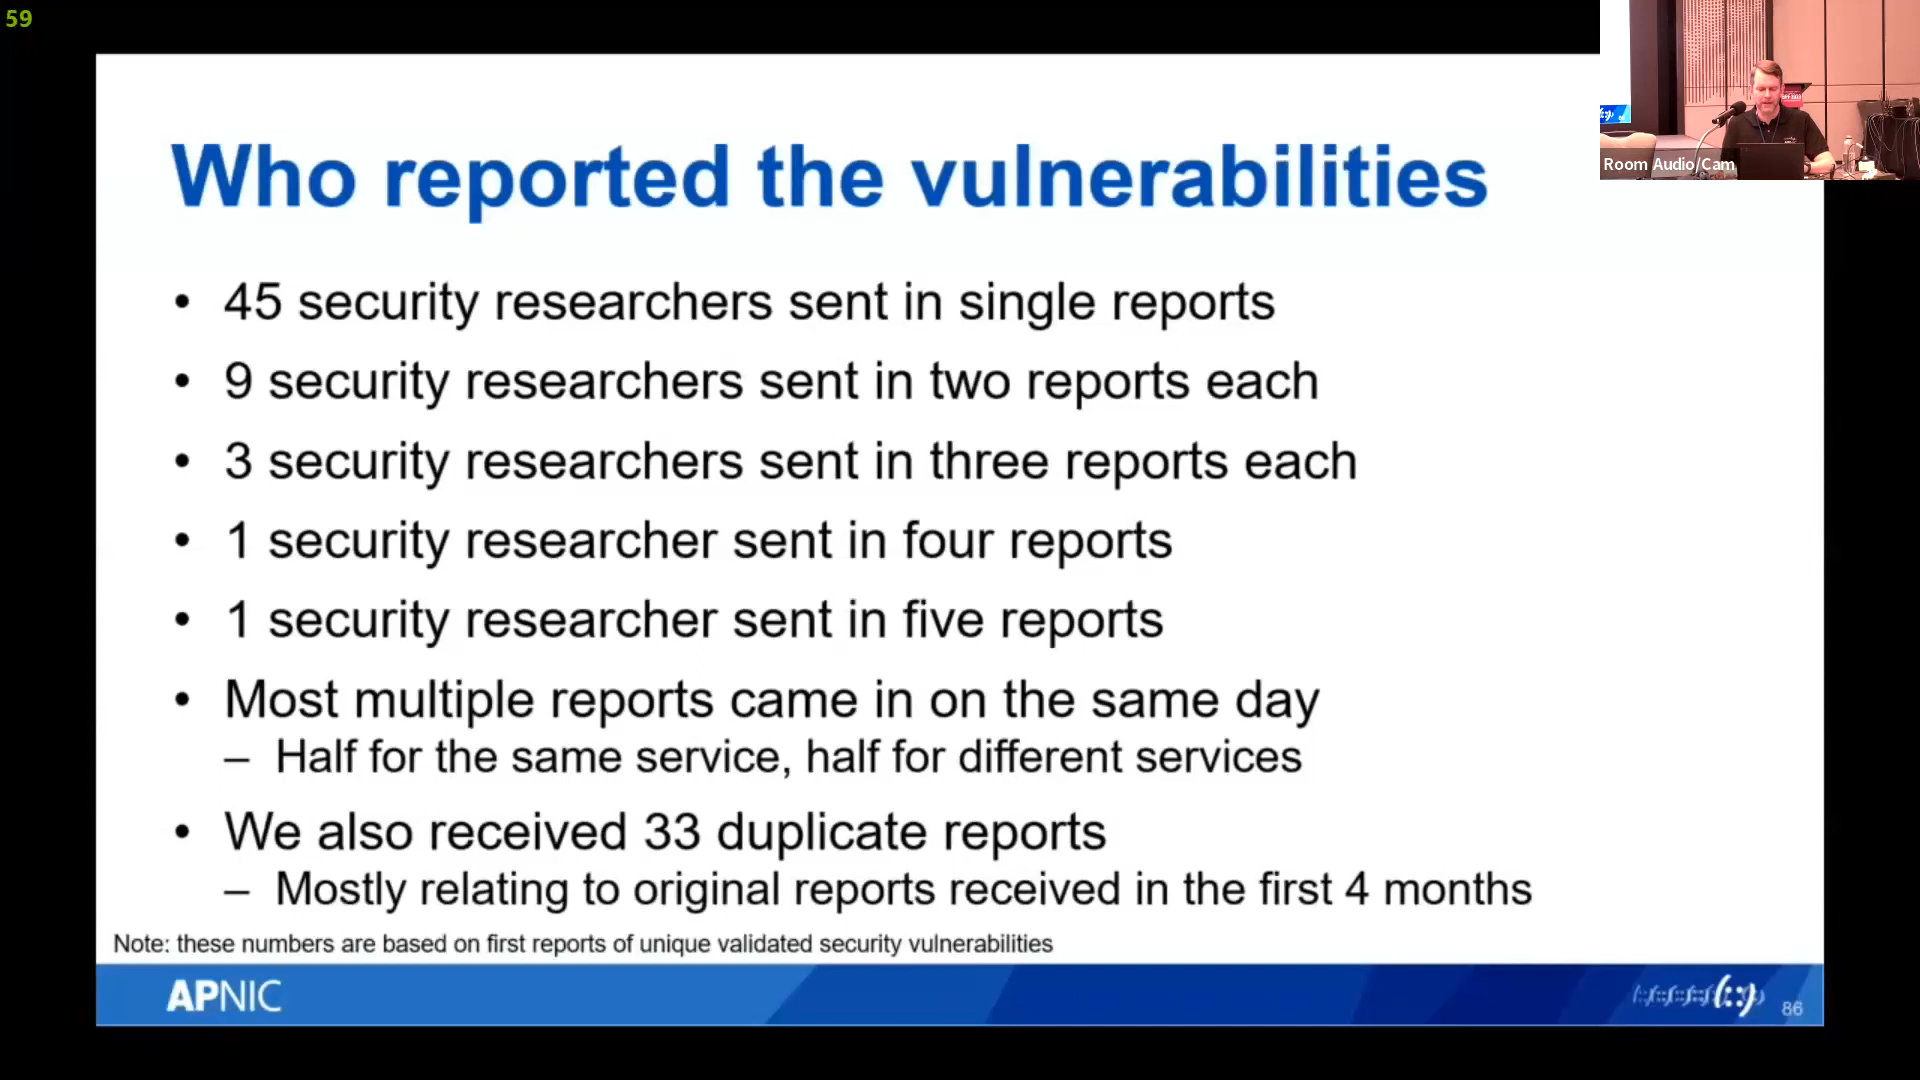 59
Room Audio/Cam
Who reported the vulnerabilities
• 45 security researchers sent in single reports
• 9 security researchers sent in two reports each
• 3 security researchers sent in three reports each
• 1 security researcher sent in four reports
• 1 security researcher sent in five reports
• Most multiple reports came in on the same day
– Half for the same service, half for different services
• We also received 33 duplicate reports
– Mostly relating to original reports received in the first 4 months
Note: these numbers are based on first reports of unique validated security vulnerabilities
APNIC
86